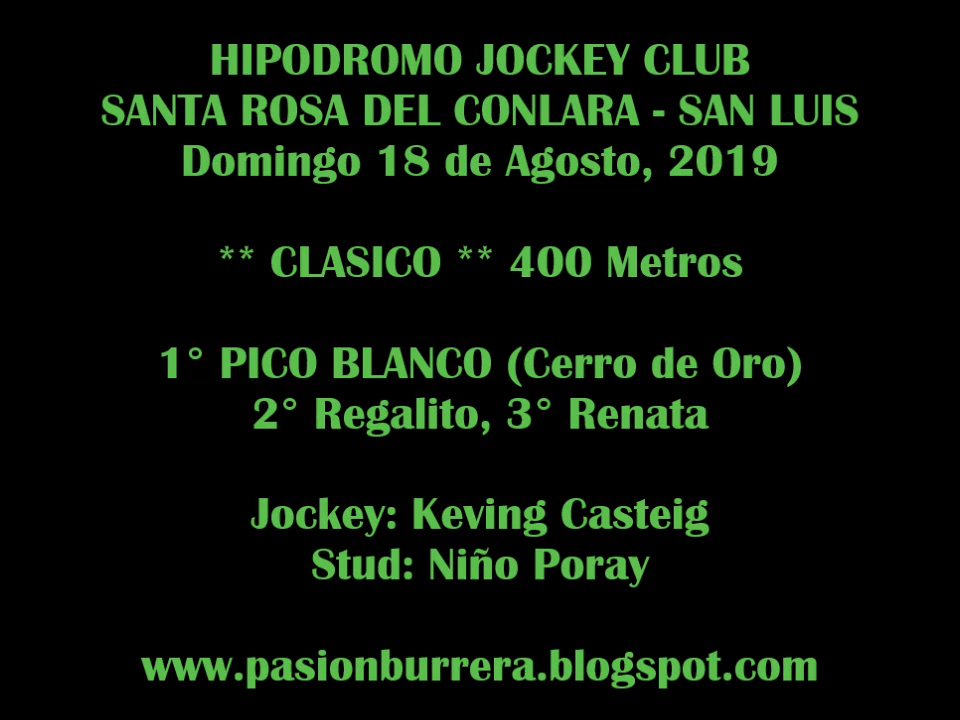 HIPODROMO JOCKEY CLUB
SANTA ROSA DEL CONLARA - SAN LUIS
Domingo 18 de Agosto, 2019
** CLASICO ** 400 Metros
1° PICO BLANCO (Cerro de Oro)
2° Regalito, 3° Renata
Jockey: Keving Casteig
Stud: Niño Poray
www.pasionburrera.blogspot.com